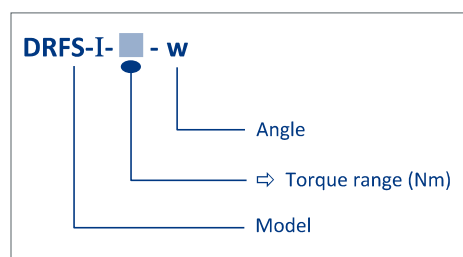 DRFS-I- - w
Angle
⇨ Torque range (Nm)
Model